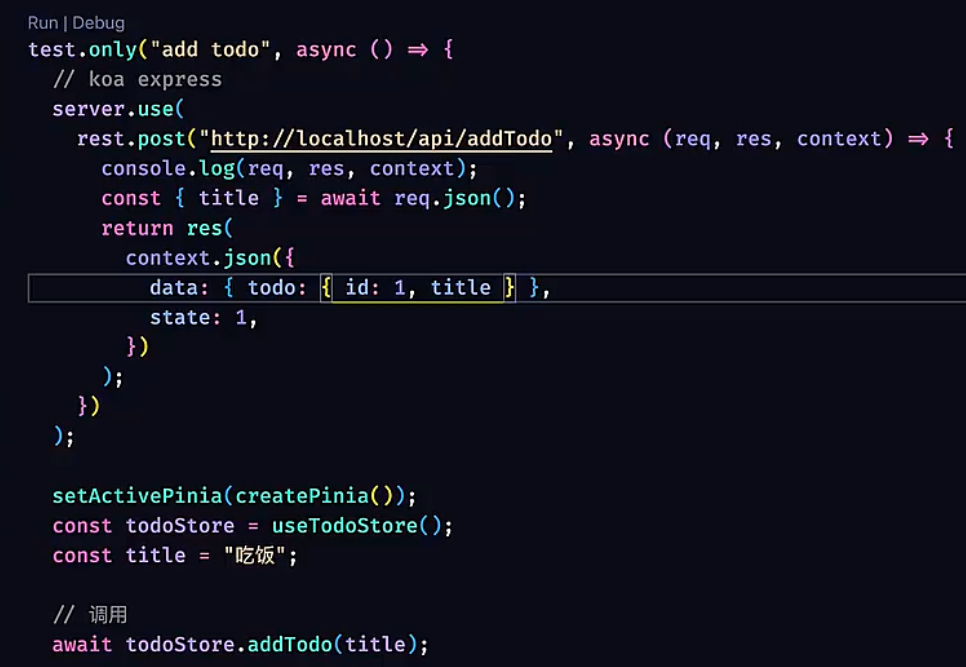 Run | Debug
test.only("add todo", async () => {
  // koa express
  server.use(
    rest.post("http://localhost/api/addTodo", async (req, res, context) => {
      console.log(req, res, context);
      const { title } = await req.json();
      return res(
        context.json({
          data: { todo: { id: 1, title } },
          state: 1,
        })
      );
    })
  );

  setActivePinia(createPinia());
  const todoStore = useTodoStore();
  const title = "吃饭";

  // 调用
  await todoStore.addTodo(title);